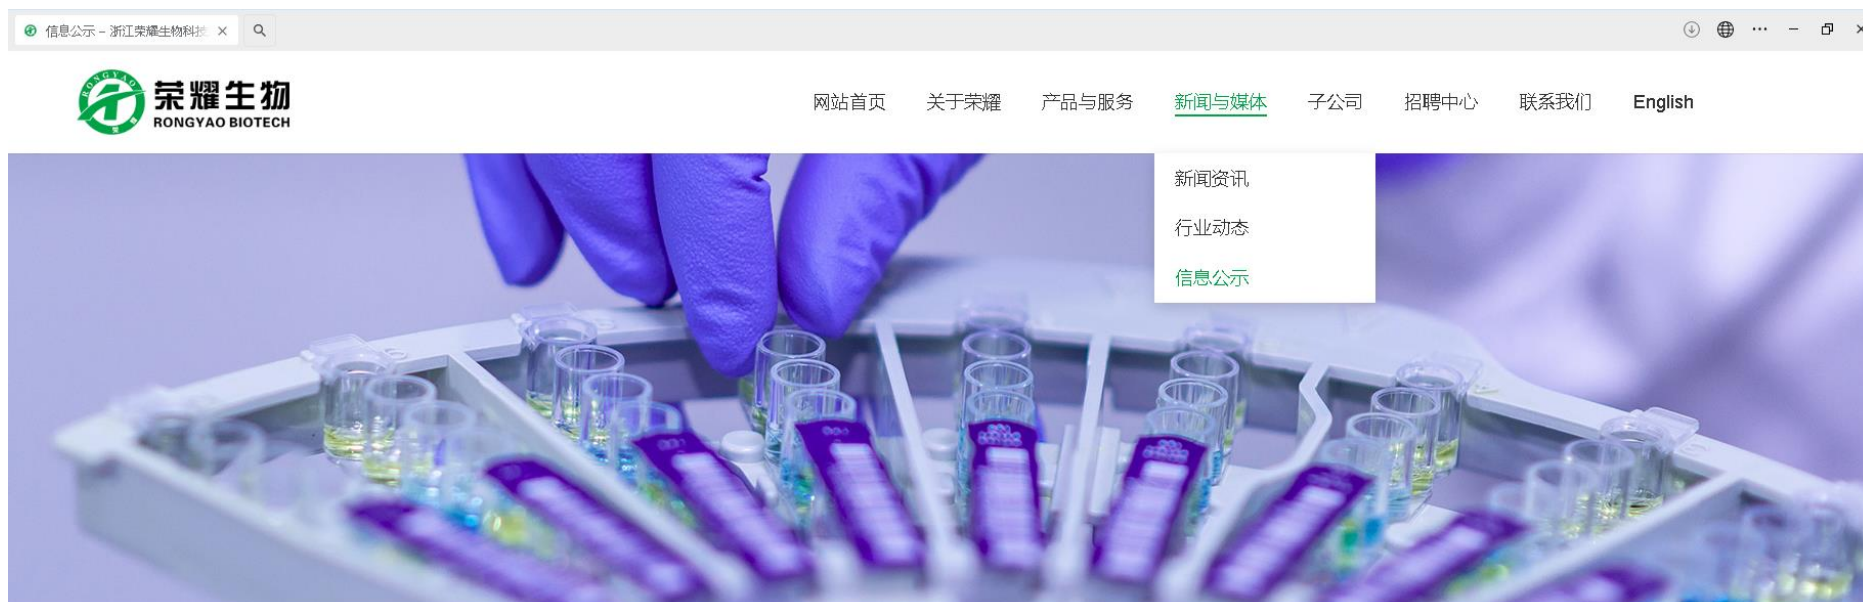 信息公示 – 浙江荣耀生物科技
荣耀生物
RONGYAO BIOTECH
RONGYAO
网站首页 关于荣耀 产品与服务 新闻与媒体 子公司 招聘中心 联系我们 English
新闻资讯
行业动态
信息公示